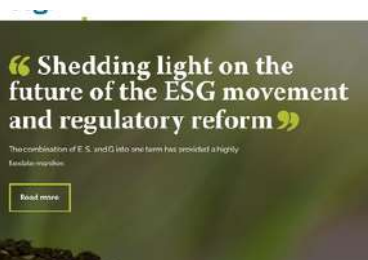 “ Shedding light on the
future of the ESG movement
and regulatory reform ”
The combination of E, S, and G into one term has provided a highly
flexible moniker.
Read more